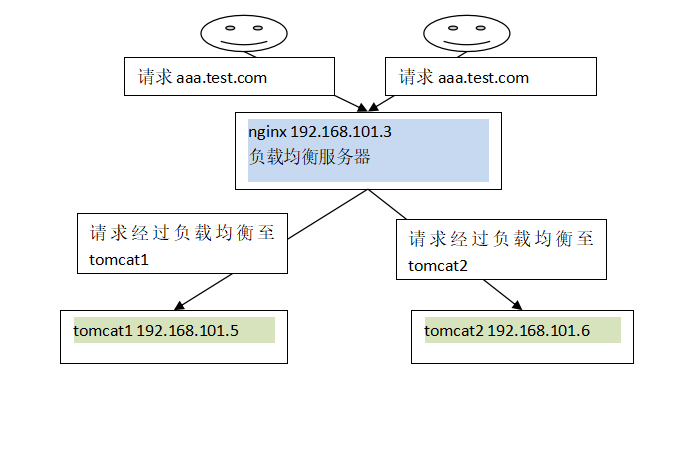 请求 aaa.test.com
请求 aaa.test.com
nginx 192.168.101.3
负载均衡服务器
请求经过负载均衡至
tomcat1
请求经过负载均衡至
tomcat2
tomcat1 192.168.101.5
tomcat2 192.168.101.6